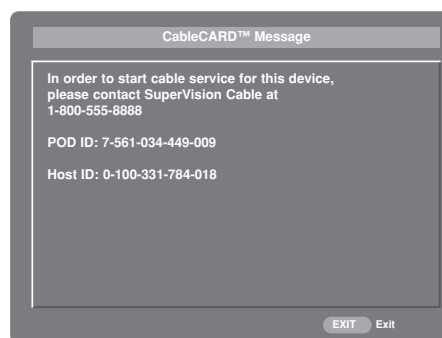 CableCARD™ Message
In order to start cable service for this device,
please contact SuperVision Cable at
1-800-555-8888
POD ID: 7-561-034-449-009
Host ID: 0-100-331-784-018
EXIT Exit